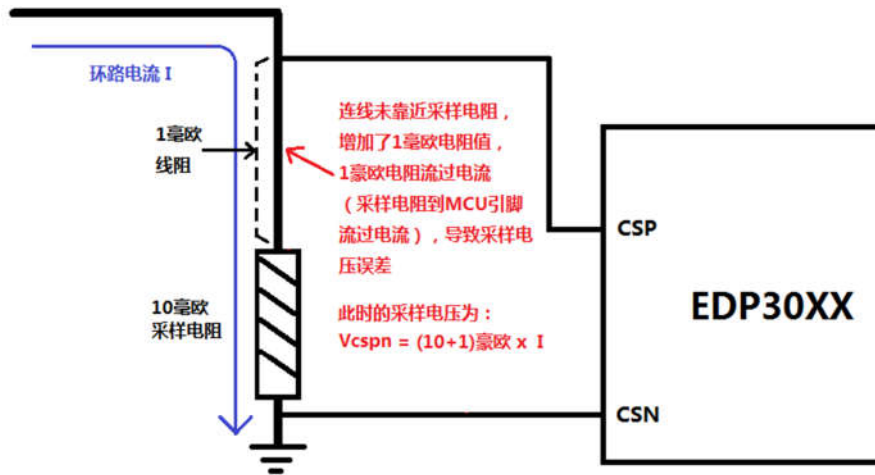 环路电流 I
1毫欧
线阻
连线未靠近采样电阻，
增加了1毫欧电阻值，
1豪欧电阻流过电流
（采样电阻到MCU引脚
流过电流），导致采样电
压误差
此时的采样电压为：
Vcspn = (10+1)豪欧 x I
10毫欧
采样电阻
CSP
EDP30XX
CSN